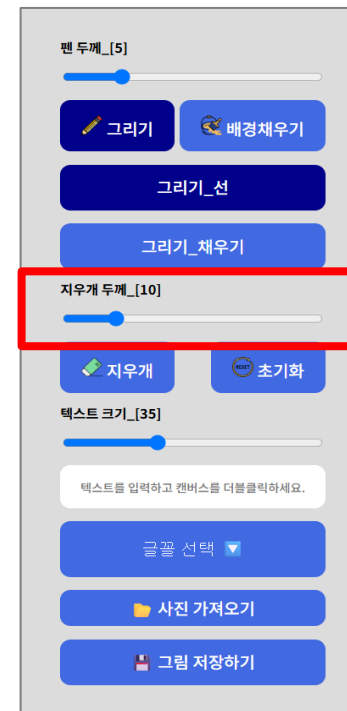 펜 두께_[5]
그리기 배경채우기
그리기_선
그리기_채우기
지우개 두께_[10]
지우개 RESET 초기화
텍스트 크기_[35]
텍스트를 입력하고 캔버스를 더블클릭하세요.
글꼴 선택
사진 가져오기
그림 저장하기